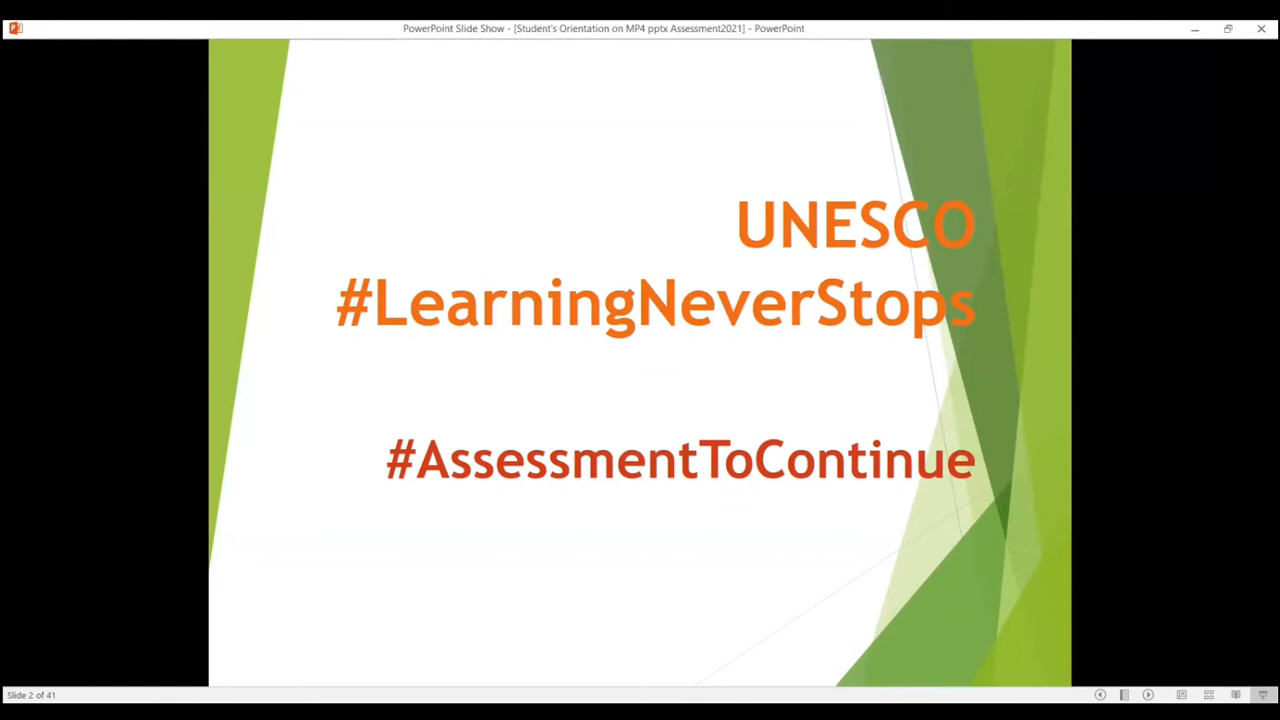 PowerPoint Slide Show - [Student's Orientation on MP4 pptx Assessment2021] - PowerPoint
UNESCO
#LearningNeverStops
#AssessmentToContinue
Slide 2 of 41